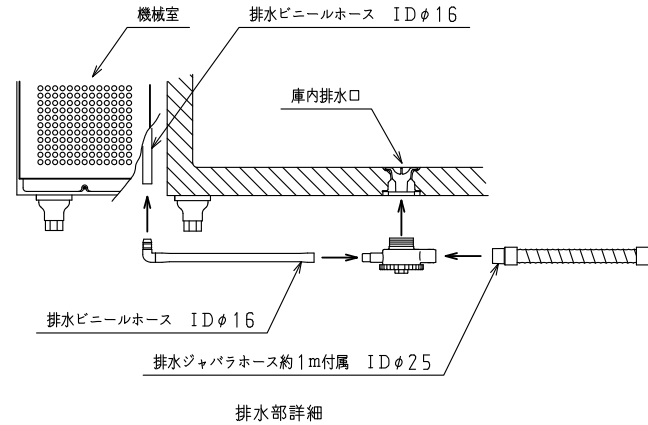 機械室
排水ビニールホース IDφ16
庫内排水口
排水ビニールホース IDφ16
排水ジャバラホース約1m付属 IDφ25
排水部詳細